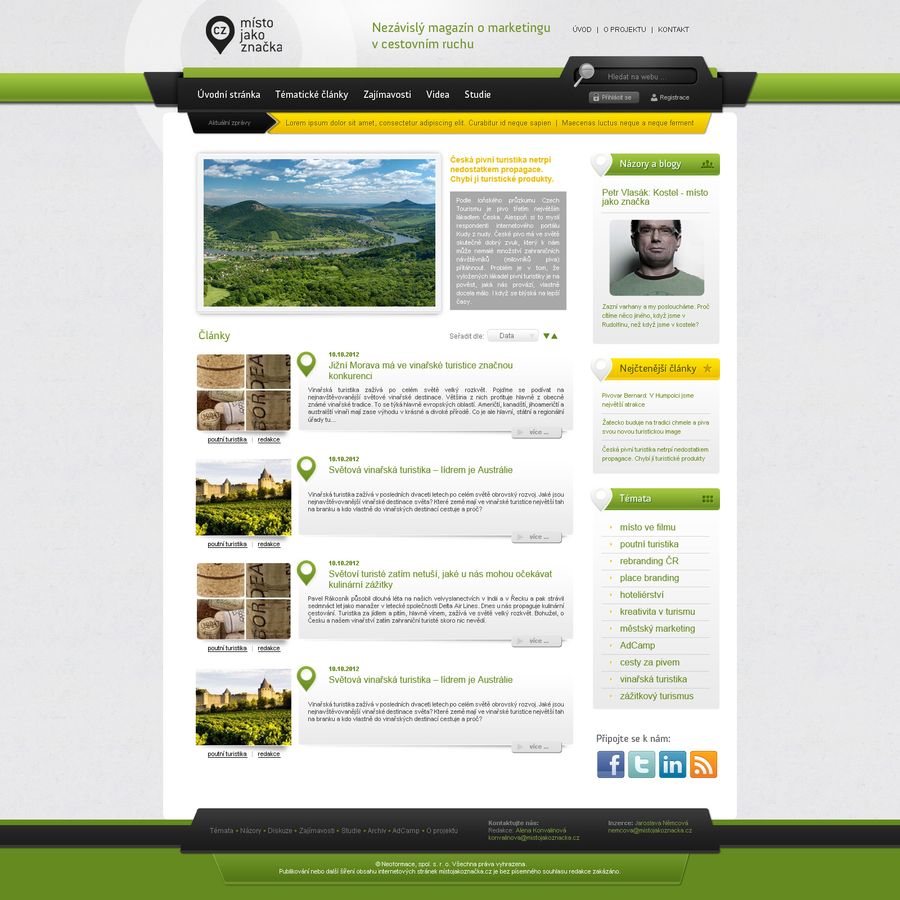 CZ
místo
jako
značka
Nezávislý magazín o marketingu
v cestovním ruchu
ÚVOD | O PROJEKTU | KONTAKT
Hledat na webu ...
Přihlásit se
Registrace
Úvodní stránka Tématické články Zajímavosti Videa Studie
Aktuální zprávy
Lorem ipsum dolor sit amet, consectetur adipiscing elit. Curabitur id neque sapien | Maecenas luctus neque a neque ferment
Česká pivní turistika netrpí
nedostatkem propagace.
Chybí jí turistické produkty.
Podle loňského průzkumu Czech
Tourismu je pivo třetím největším
lákadlem Česka. Alespoň si to myslí
respondenti internetového portálu
Kudy z nudy. České pivo má ve světě
skutečně dobrý zvuk, který k nám
může nemalé množství zahraničních
návštěvníků (milovníků piva)
přitáhnout. Problém je v tom, že
vyložených lákadel pivní turistiky je na
pověst, jaká nás provází, vlastně
docela málo. I když se blýská na lepší
časy.
Články
Seřadit dle: Data
10.10.2012
Jižní Morava má ve vinařské turistice značnou
konkurenci
Vinařská turistika zažívá po celém světě velký rozkvět. Pojďme se podívat na
nejnavštěvovanější světové vinařské destinace. Většina z nich profituje hlavně z obecně
známé vinařské tradice. To se týká hlavně evropských oblastí. Američtí, kanadští, jihoameričtí a
australští vinaři mají zase výhodu v krásné a divoké přírodě. Co je ale hlavní, státní a regionální
úřady tu...
více ...
poutní turistika | redakce
10.10.2012
Světová vinařská turistika – lídrem je Austrálie
Vinařská turistika zažívá v posledních dvaceti letech po celém světě obrovský rozvoj. Jaké jsou
nejnavštěvovanější vinařské destinace světa? Které země mají ve vinařské turistice největší tah
na branku a kdo vlastně do vinařských destinací cestuje a proč?
více ...
poutní turistika | redakce
10.10.2012
Světoví turisté zatím netuší, jaké u nás mohou očekávat
kulinární zážitky
Pavel Rákosník působil dlouhá léta na našich velvyslanectvích v Indii a v Řecku a pak strávil
sedmnáct let jako manažer v letecké společnosti Delta Air Lines. Dnes u nás propaguje kulinární
cestování. Turistika za jídlem a pitím, hlavně vínem, zažívá ve světě velký rozkvět. Bohužel, o
Česku a našem vinařství zatím zahraniční turisté skoro nic nevědí.
více ...
poutní turistika | redakce
10.10.2012
Světová vinařská turistika – lídrem je Austrálie
Vinařská turistika zažívá v posledních dvaceti letech po celém světě obrovský rozvoj. Jaké jsou
nejnavštěvovanější vinařské destinace světa? Které země mají ve vinařské turistice největší tah
na branku a kdo vlastně do vinařských destinací cestuje a proč?
více ...
poutní turistika | redakce
Názory a blogy
Petr Vlasák: Kostel - místo
jako značka
Zazní varhany a my posloucháme. Proč
cítíme něco jiného, když jsme v
Rudolfinu, než když jsme v kostele?
Nejčtenější články
Pivovar Bernard: V Humpolci jsme
největší atrakce
Žatecko buduje na tradici chmele a piva
svou novou turistickou image
Česká pivní turistika netrpí nedostatkem
propagace. Chybí jí turistické produkty
Témata
místo ve filmu
poutní turistika
rebranding ČR
place branding
hoteliérství
kreativita v turismu
městský marketing
AdCamp
cesty za pivem
vinařská turistika
zážitkový turismus
Připojte se k nám:
Témata • Názory • Diskuze • Zajímavosti • Studie • Archiv • AdCamp • O projektu
Kontaktujte nás:
Redakce: Alena Konvalinová
konvalinova@mistojakoznacka.cz
Inzerce: Jaroslava Němcová
nemcova@mistojakoznacka.cz
© Neoformace, spol. s. r. o. Všechna práva vyhrazena.
Publikování nebo další šíření obsahu internetových stránek místojakoznačka.cz je bez písemného souhlasu redakce zakázáno.